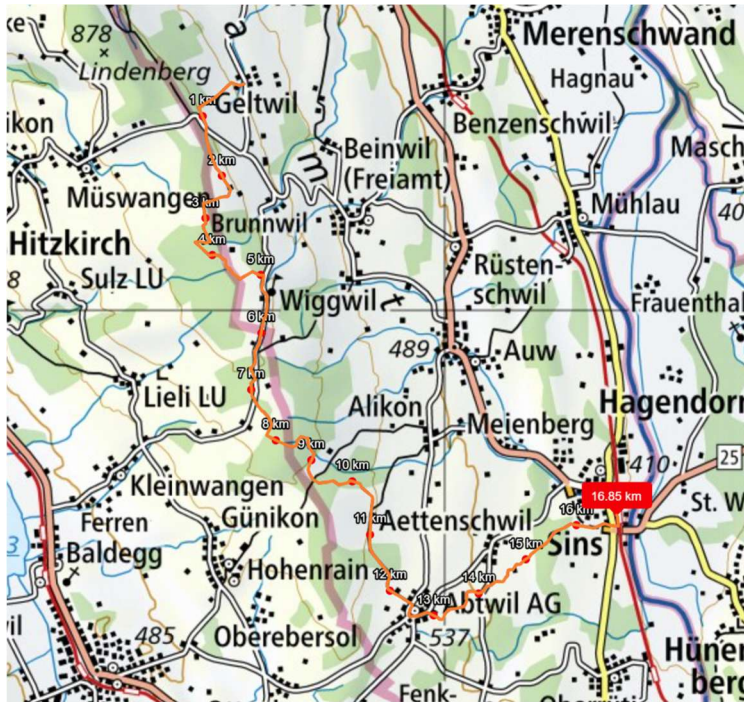 878
Lindenberg
Merenschwand
Hagnau
1 km
Geltwil
ikon
Benzenschwil
Beinwil
(Freiamt)
Masch
2 km
Müswangen
3 km
Mühlau
40
Brunnwil
Hitzkirch
4 km
5 km
Rüsten-
schwil
8
Sulz LU
Wiggwil
Frauenthal
6 km
489
Auw
7 km
Lieli LU
Alikon
Hagendorn
8 km
Meienberg
9 km
410
25
10 km
Kleinwangen
16.85 km
St. W
Günikon
11 km
Aettenschwil
16 km
Ferren
Sins
Baldegg
15 km
Hohenrain
12 km
14 km
13 km
btwil AG
485
Oberebersol
537
il
Hüner
berg
Fenk-